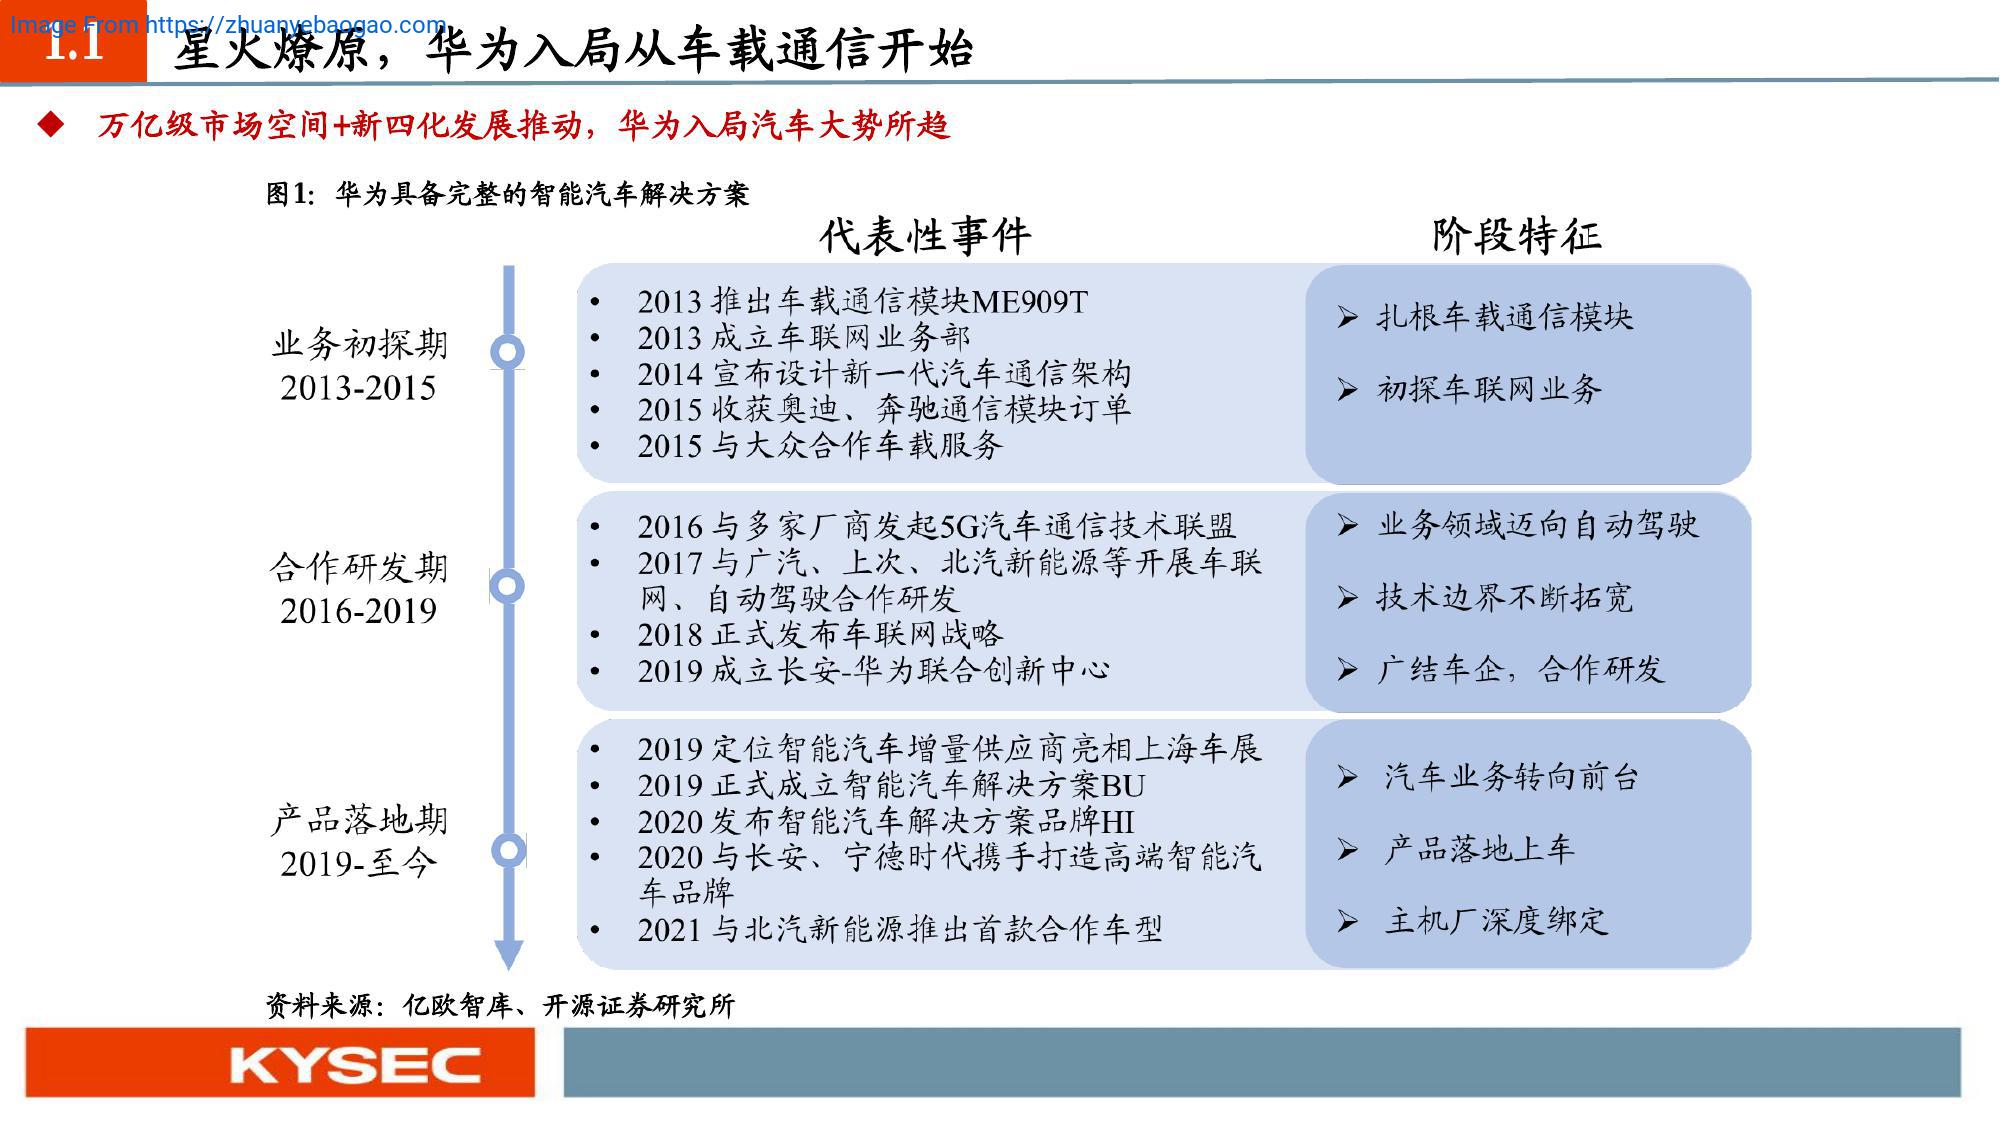 Image From https://zhuanyebaogao.com
1.1
星火燎原，华为入局从车载通信开始
◆ 万亿级市场空间+新四化发展推动，华为入局汽车大势所趋
图1：华为具备完整的智能汽车解决方案
代表性事件
阶段特征
业务初探期
2013-2015
• 2013 推出车载通信模块ME909T
• 2013 成立车联网业务部
• 2014 宣布设计新一代汽车通信架构
• 2015 收获奥迪、奔驰通信模块订单
• 2015 与大众合作车载服务
➢ 扎根车载通信模块
➢ 初探车联网业务
合作研发期
2016-2019
• 2016 与多家厂商发起5G汽车通信技术联盟
• 2017 与广汽、上次、北汽新能源等开展车联
网、自动驾驶合作研发
• 2018 正式发布车联网战略
• 2019 成立长安-华为联合创新中心
➢ 业务领域迈向自动驾驶
➢ 技术边界不断拓宽
➢ 广结车企，合作研发
产品落地期
2019-至今
• 2019 定位智能汽车增量供应商亮相上海车展
• 2019 正式成立智能汽车解决方案BU
• 2020 发布智能汽车解决方案品牌HI
• 2020 与长安、宁德时代携手打造高端智能汽
车品牌
• 2021 与北汽新能源推出首款合作车型
➢ 汽车业务转向前台
➢ 产品落地上车
➢ 主机厂深度绑定
资料来源：亿欧智库、开源证券研究所
KYSEC